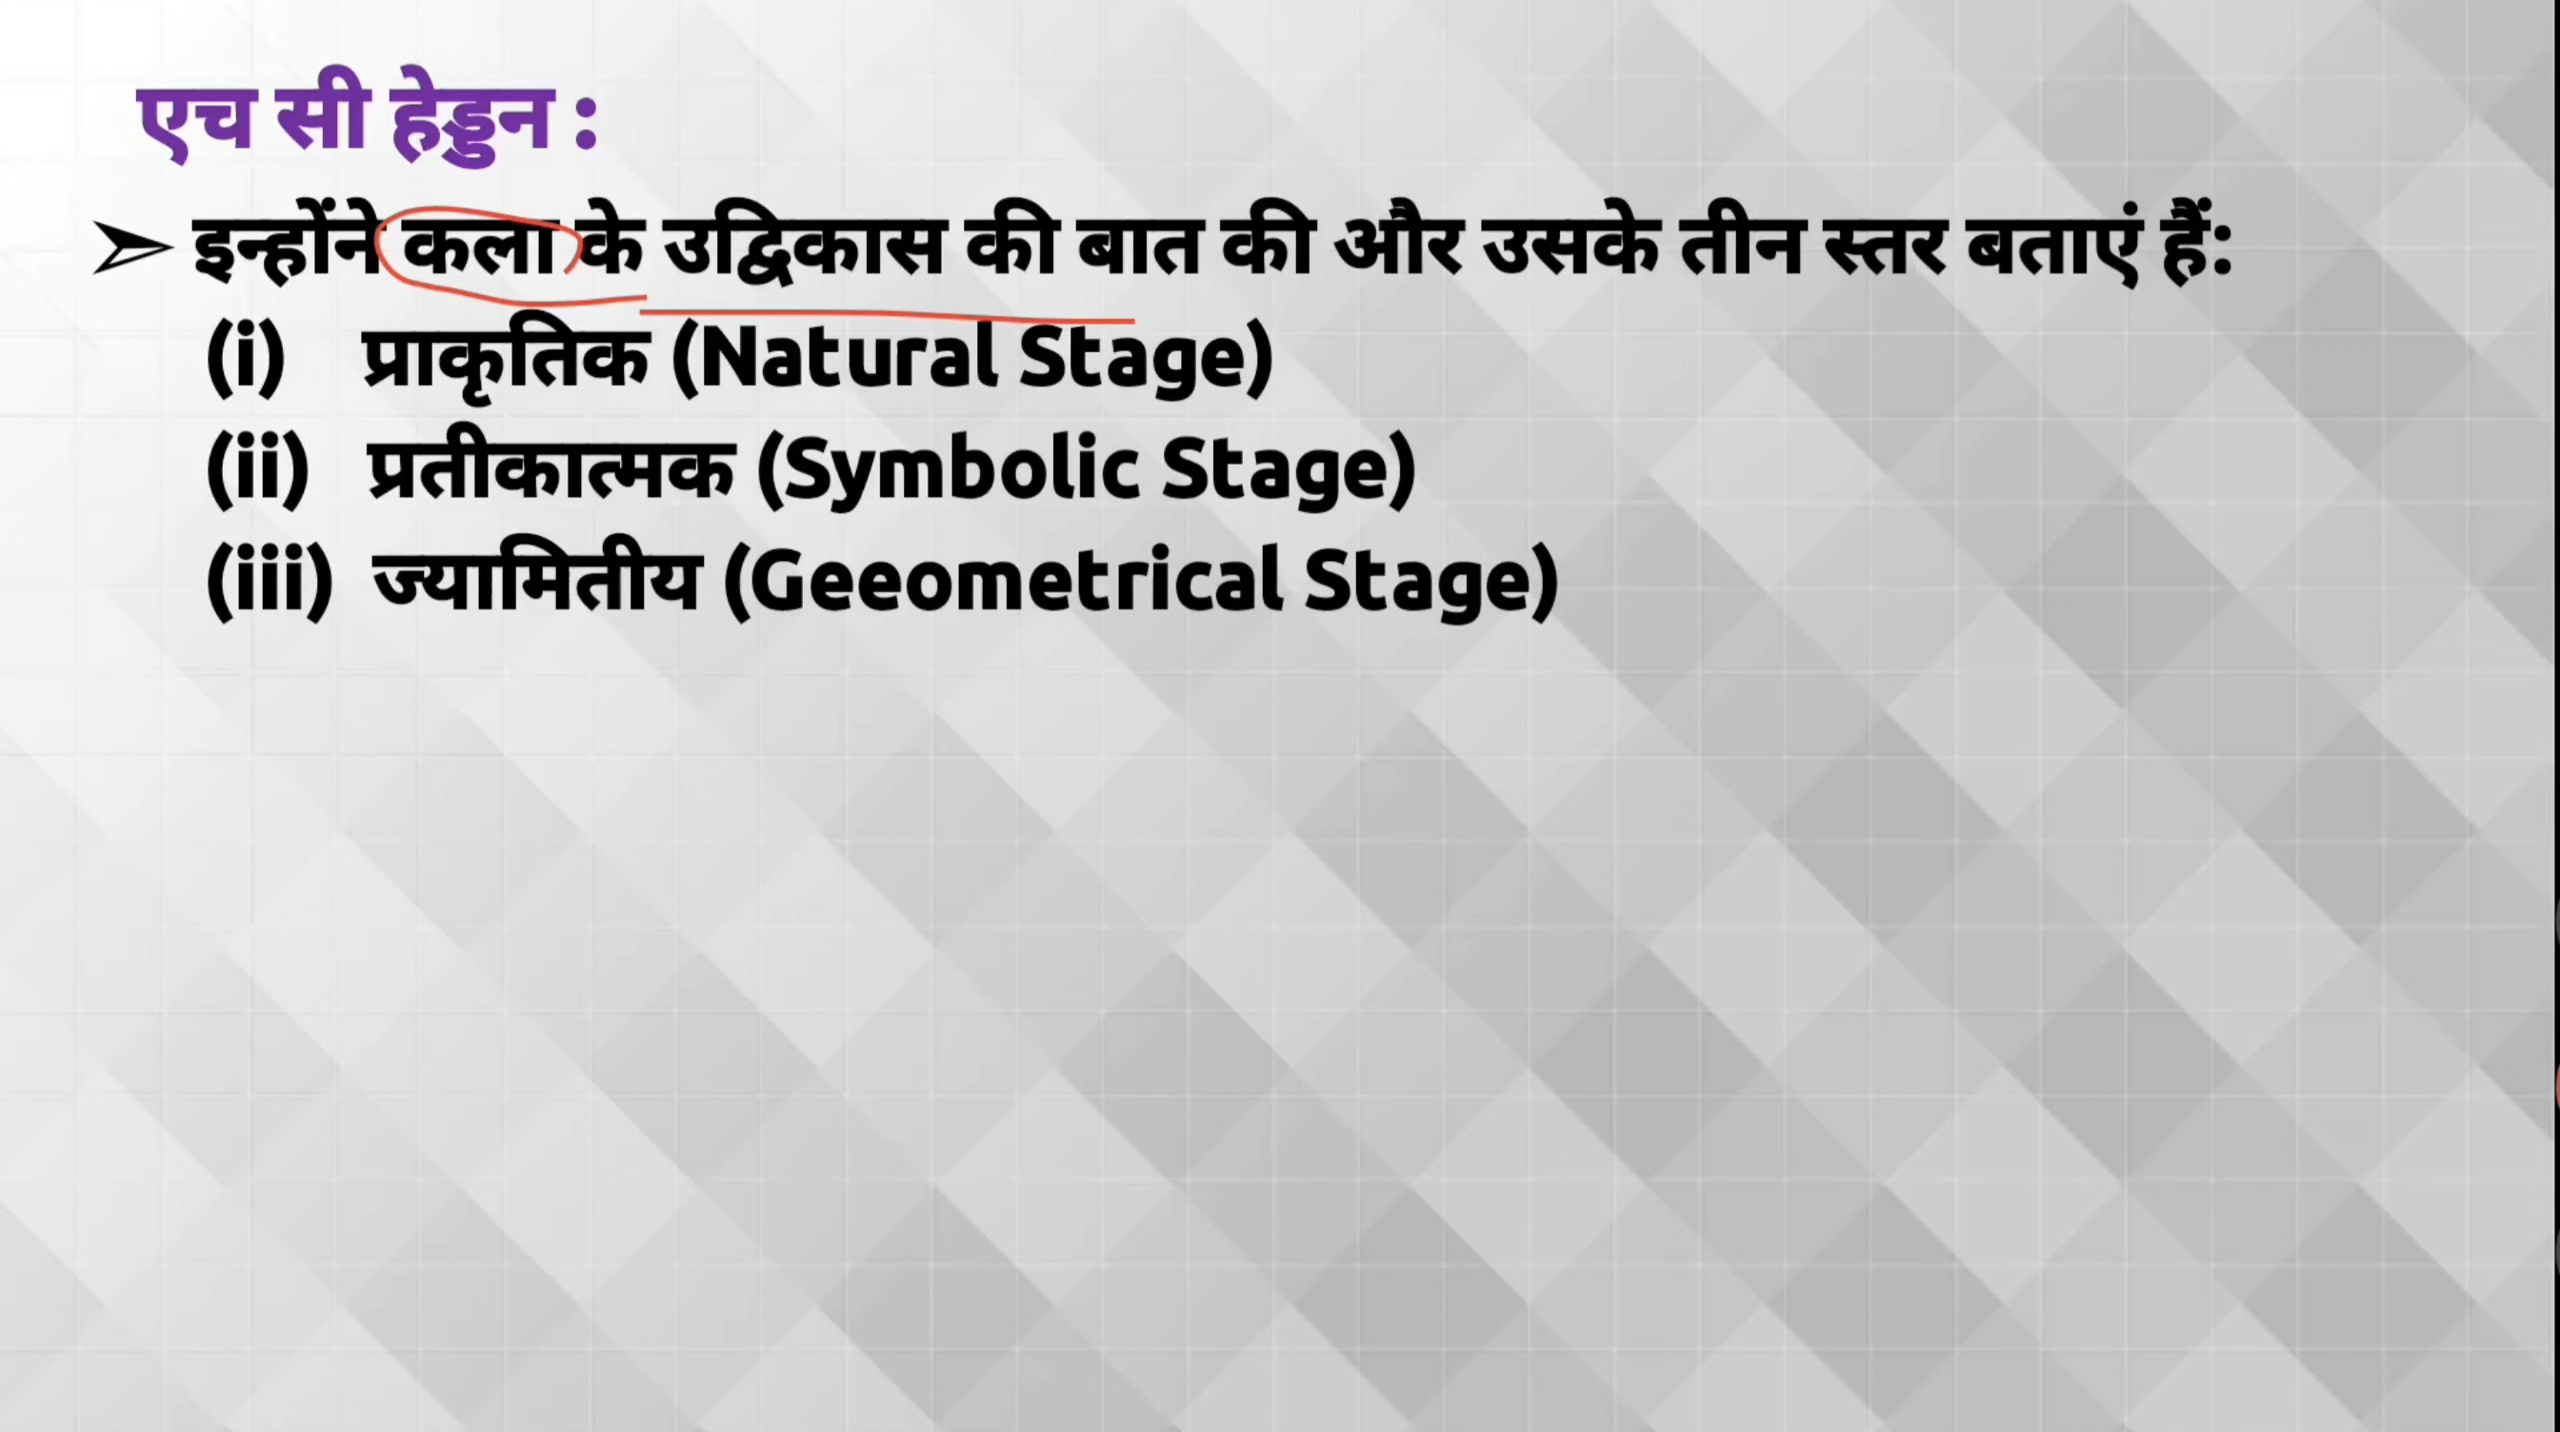 एच सी हेड्डन :
➢ इन्होंने कला के उद्विकास की बात की और उसके तीन स्तर बताएं हैं:
(i) प्राकृतिक (Natural Stage)
(ii) प्रतीकात्मक (Symbolic Stage)
(iii) ज्यामितीय (Geeometrical Stage)